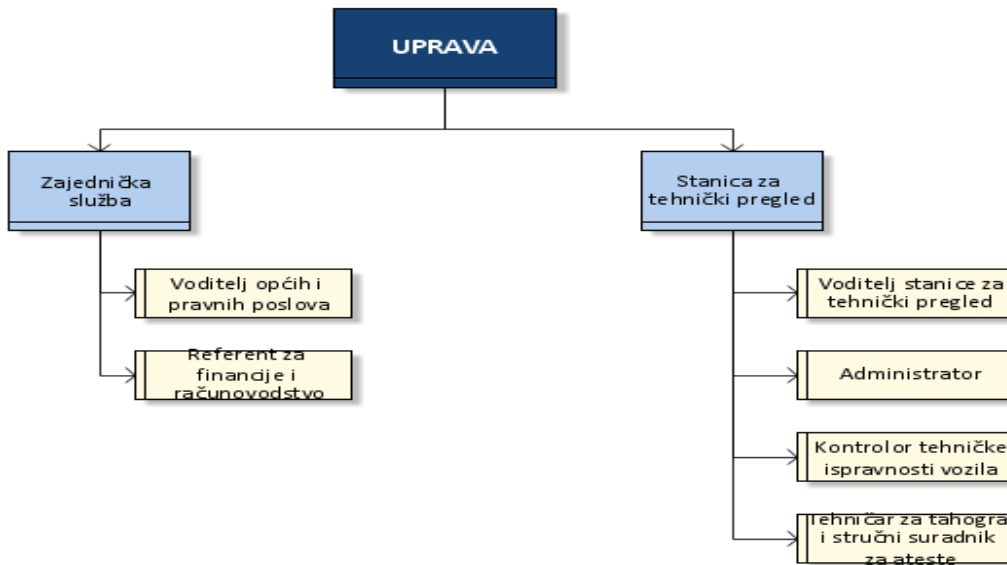 UPRAVA
Zajednička
služba
Stanica za
tehnički pregled
Voditelj općih i
pravnih poslova
Referent za
financije i
računovodstvo
Voditelj stanice za
tehnički pregled
Administrator
Kontrolor tehničke
ispravnosti vozila
Tehničar za tahogra
i stručni suradnik
za ateste